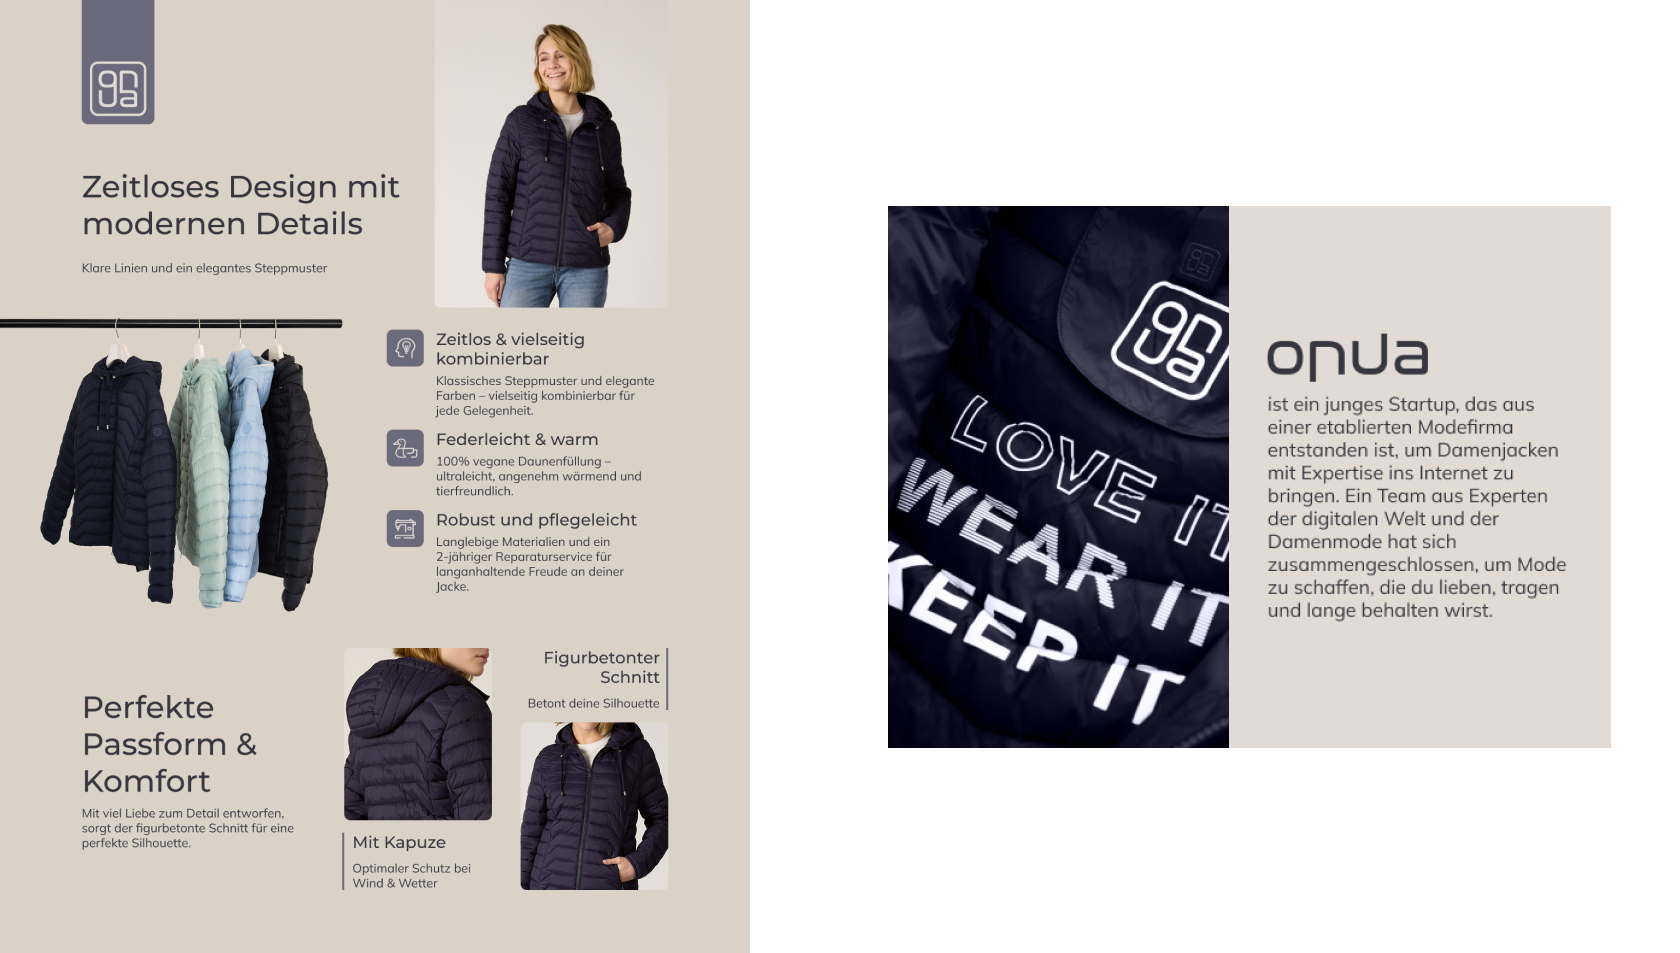 onua
Zeitloses Design mit
modernen Details
Klare Linien und ein elegantes Steppmuster
Zeitlos & vielseitig
kombinierbar
Klassisches Steppmuster und elegante
Farben – vielseitig kombinierbar für
jede Gelegenheit.
Federleicht & warm
100% vegane Daunenfüllung –
ultraleicht, angenehm wärmend und
tierfreundlich.
Robust und pflegeleicht
Langlebige Materialien und ein
2-jähriger Reparaturservice für
langanhaltende Freude an deiner
Jacke.
Perfekte
Passform &
Komfort
Mit viel Liebe zum Detail entworfen,
sorgt der figurbetonte Schnitt für eine
perfekte Silhouette.
Mit Kapuze
Optimaler Schutz bei
Wind & Wetter
Figurbetonter
Schnitt
Betont deine Silhouette
onua
onua
LOVE IT
WEAR IT
KEEP IT
onua
ist ein junges Startup, das aus
einer etablierten Modefirma
entstanden ist, um Damenjacken
mit Expertise ins Internet zu
bringen. Ein Team aus Experten
der digitalen Welt und der
Damenmode hat sich
zusammengeschlossen, um Mode
zu schaffen, die du lieben, tragen
und lange behalten wirst.